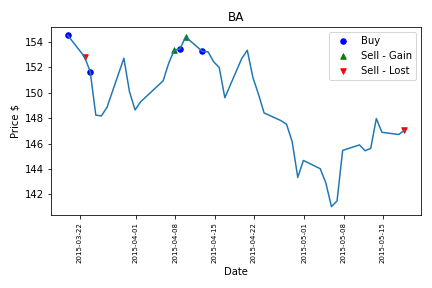 BA
Buy
Sell - Gain
Sell - Lost
Price $
154
152
150
148
146
144
142
2015-03-22
2015-04-01
2015-04-08
2015-04-15
2015-04-22
2015-05-01
2015-05-08
2015-05-15
Date